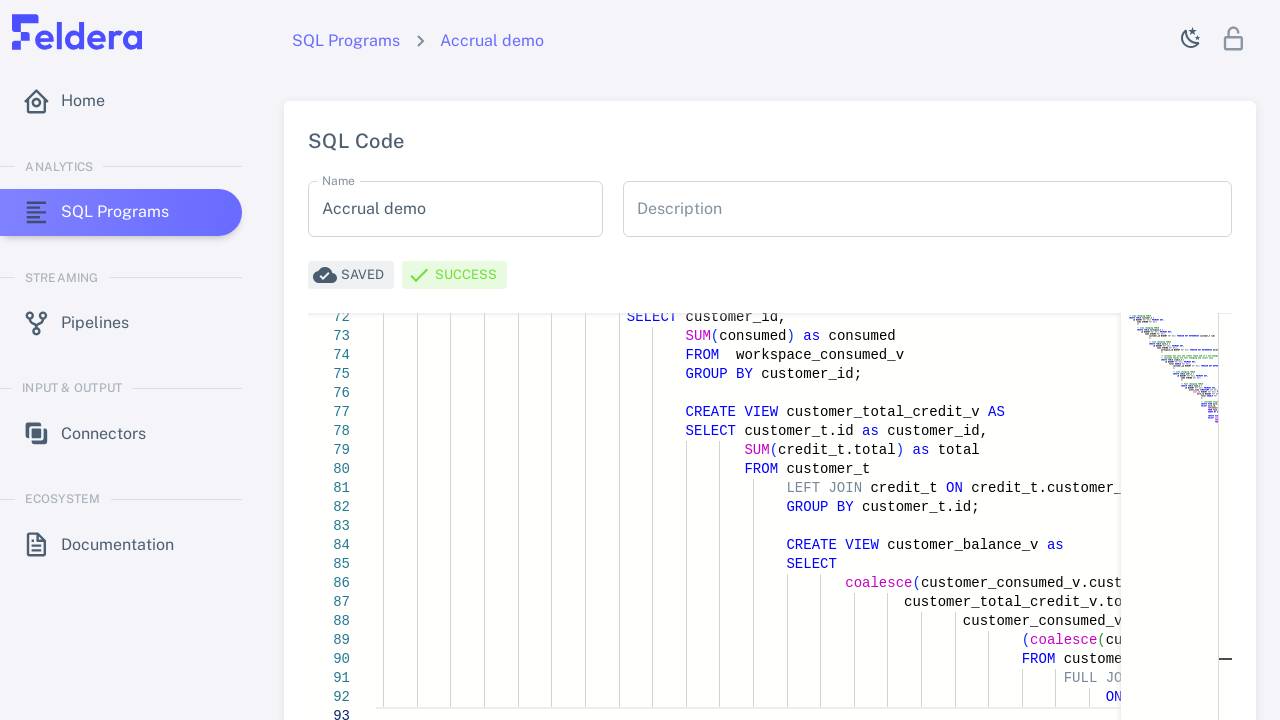 Feldera
SQL Programs
Accrual demo
Home
ANALYTICS
SQL Programs
STREAMING
Pipelines
INPUT & OUTPUT
Connectors
ECOSYSTEM
Documentation
SQL Code
Name
Accrual demo
Description
SAVED
SUCCESS
72 SELECT customer_id,
73 SUM(consumed) as consumed
74 FROM  workspace_consumed_v
75 GROUP BY customer_id;
76
77 CREATE VIEW customer_total_credit_v AS
78 SELECT customer_t.id as customer_id,
79 SUM(credit_t.total) as total
80 FROM customer_t
81 LEFT JOIN credit_t ON credit_t.customer_
82 GROUP BY customer_t.id;
83
84 CREATE VIEW customer_balance_v as
85 SELECT
86 coalesce(customer_consumed_v.cust
87 customer_total_credit_v.to
88 customer_consumed_v
89 (coalesce(cu
90 FROM custome
91 FULL JO
92 ON
93